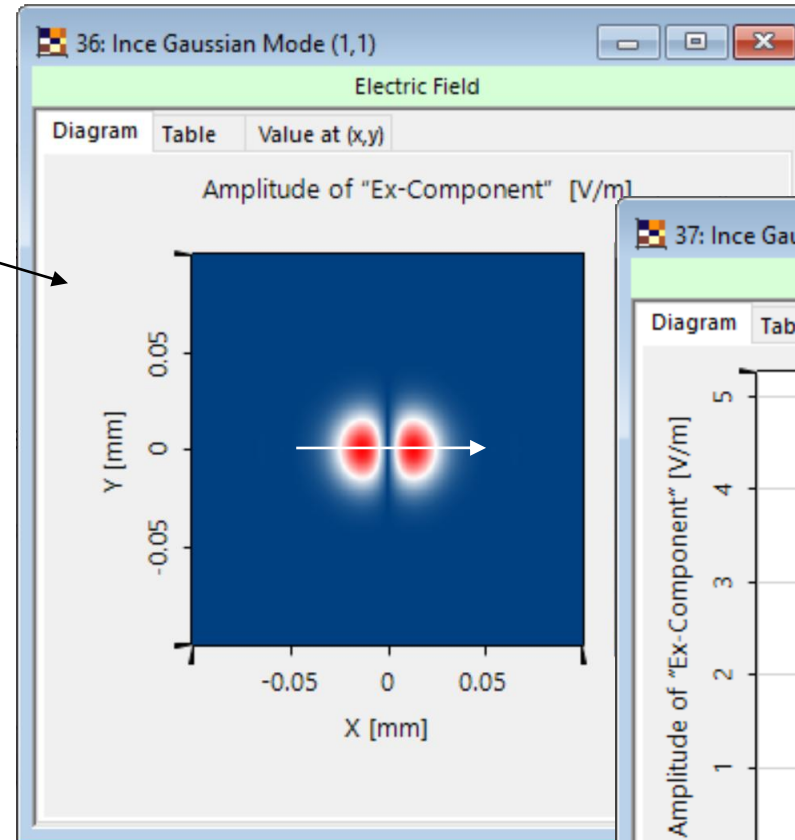 36: Ince Gaussian Mode (1,1)
Electric Field
Diagram Table Value at (x,y)
Amplitude of "Ex-Component" [V/m]
Y [mm]
0.05
0
-0.05
-0.05 0 0.05
X [mm]
37: Ince Gau
Diagram Tab
Amplitude of "Ex-Component" [V/m]
5
4
3
2
1